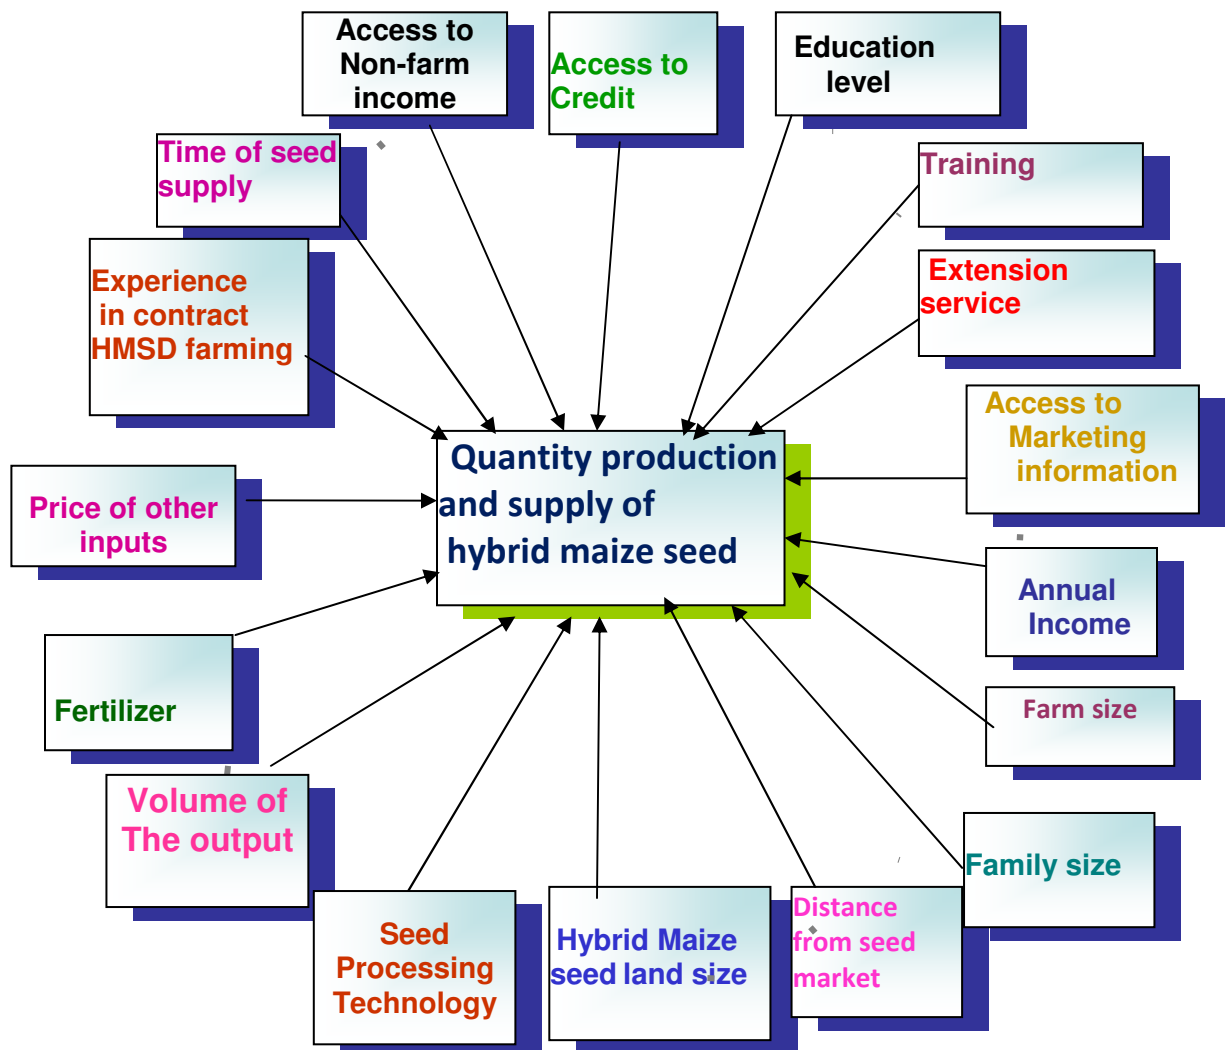 Access to
Non-farm
income
Access to
Credit
Education
level
Time of seed
supply
Training
Experience
in contract
HMSD farming
Extension
service
Access to
Marketing
information
Quantity production
and supply of
hybrid maize seed
Price of other
inputs
Annual
Income
Fertilizer
Farm size
Volume of
The output
Family size
Seed
Processing
Technology
Hybrid Maize
seed land size
Distance
from seed
market